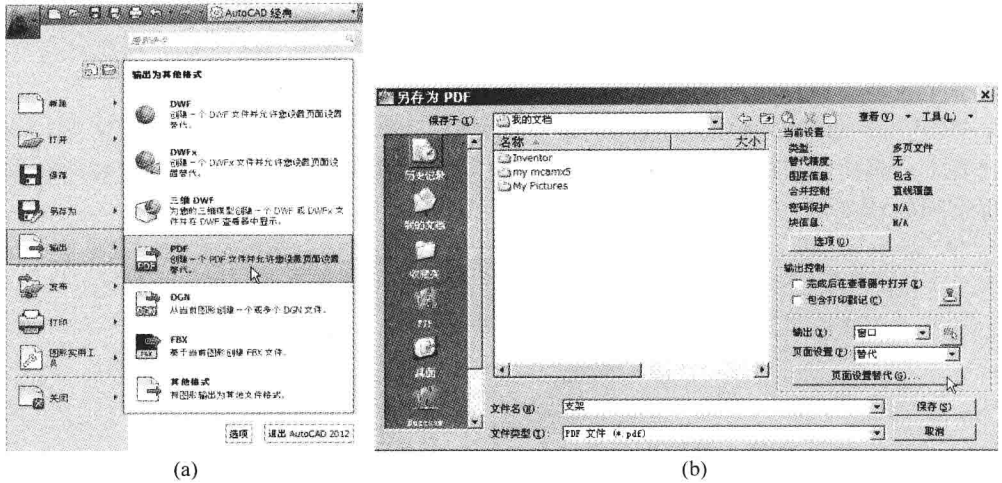 AutoCAD 经典
搜索命令
输出为其他格式
新建
打开
保存
另存为
输出
发布
打印
图形实用工
具
关闭
DWF
创建一个 DWF 文件并允许您设置页面设置
替代。
DWFx
创建一个 DWFx 文件并允许您设置页面设
置替代。
三维 DWF
为您的三维模型创建一个 DWF 或 DWFx 文
件并在 DWF 查看器中显示。
PDF
创建一个 PDF 文件并允许您设置页面设置
替代。
DGN
从当前图形创建一个或多个 DGN 文件。
FBX
基于当前图形创建 FBX 文件。
其他格式
将图形输出为其他文件格式。
选项
退出 AutoCAD 2012
(a)
另存为 PDF
保存于(I):
我的文档
查看(V)
工具(L)
历史记录
我的文档
收藏夹
FTP
桌面
名称
大小
Inventor
my mcamx5
My Pictures
当前设置
类型: 多页文件
替代精度: 无
图层信息: 包含
合并控制: 直线覆盖
密码保护: N/A
块信息: N/A
选项(O)
输出控制
完成后在查看器中打开(R)
包含打印戳记(C)
输出(X): 窗口
页面设置(P): 替代
页面设置替代(G)...
文件名(N): 支架
保存(S)
文件类型(T): PDF 文件 (*.pdf)
取消
(b)